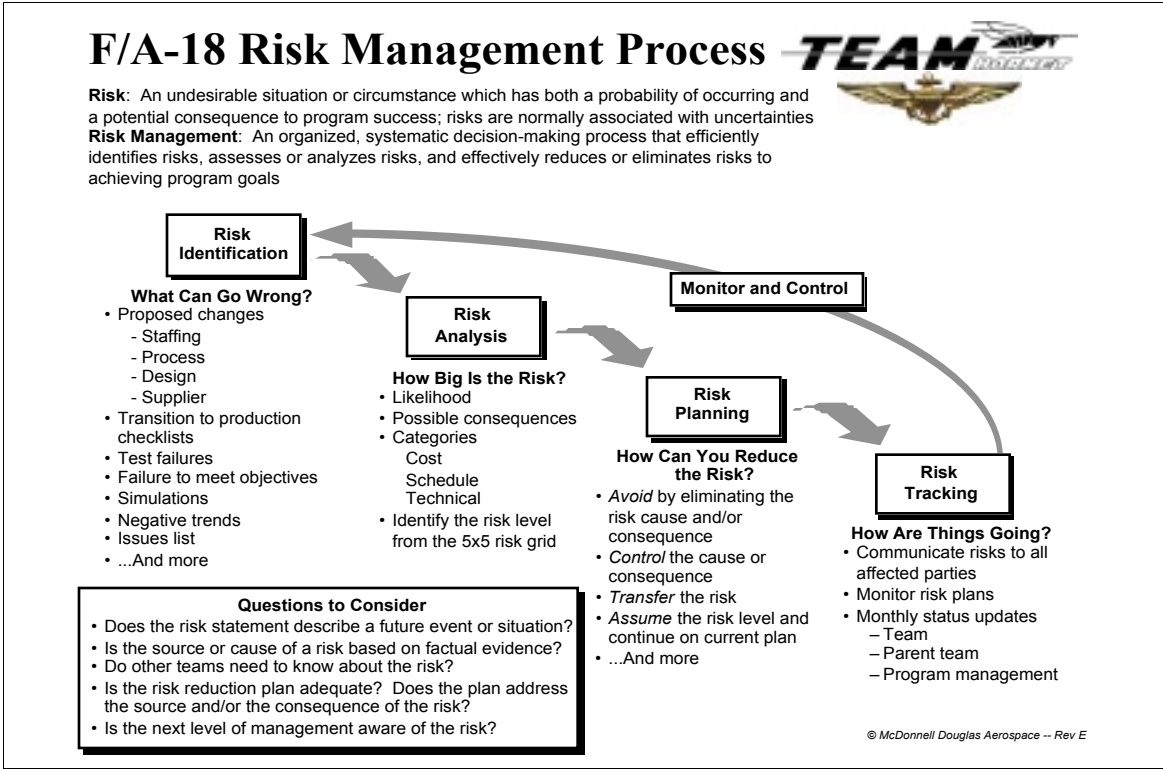 F/A-18 Risk Management Process
TEAM
HORNET
Risk: An undesirable situation or circumstance which has both a probability of occurring and
a potential consequence to program success; risks are normally associated with uncertainties
Risk Management: An organized, systematic decision-making process that efficiently
identifies risks, assesses or analyzes risks, and effectively reduces or eliminates risks to
achieving program goals
Risk
Identification
What Can Go Wrong?
• Proposed changes
- Staffing
- Process
- Design
- Supplier
• Transition to production
checklists
• Test failures
• Failure to meet objectives
• Simulations
• Negative trends
• Issues list
• ...And more
Risk
Analysis
How Big Is the Risk?
• Likelihood
• Possible consequences
• Categories
Cost
Schedule
Technical
• Identify the risk level
from the 5x5 risk grid
Monitor and Control
Risk
Planning
How Can You Reduce
the Risk?
• Avoid by eliminating the
risk cause and/or
consequence
• Control the cause or
consequence
• Transfer the risk
• Assume the risk level and
continue on current plan
• ...And more
Risk
Tracking
How Are Things Going?
• Communicate risks to all
affected parties
• Monitor risk plans
• Monthly status updates
– Team
– Parent team
– Program management
Questions to Consider
• Does the risk statement describe a future event or situation?
• Is the source or cause of a risk based on factual evidence?
• Do other teams need to know about the risk?
• Is the risk reduction plan adequate? Does the plan address
the source and/or the consequence of the risk?
• Is the next level of management aware of the risk?
© McDonnell Douglas Aerospace -- Rev E